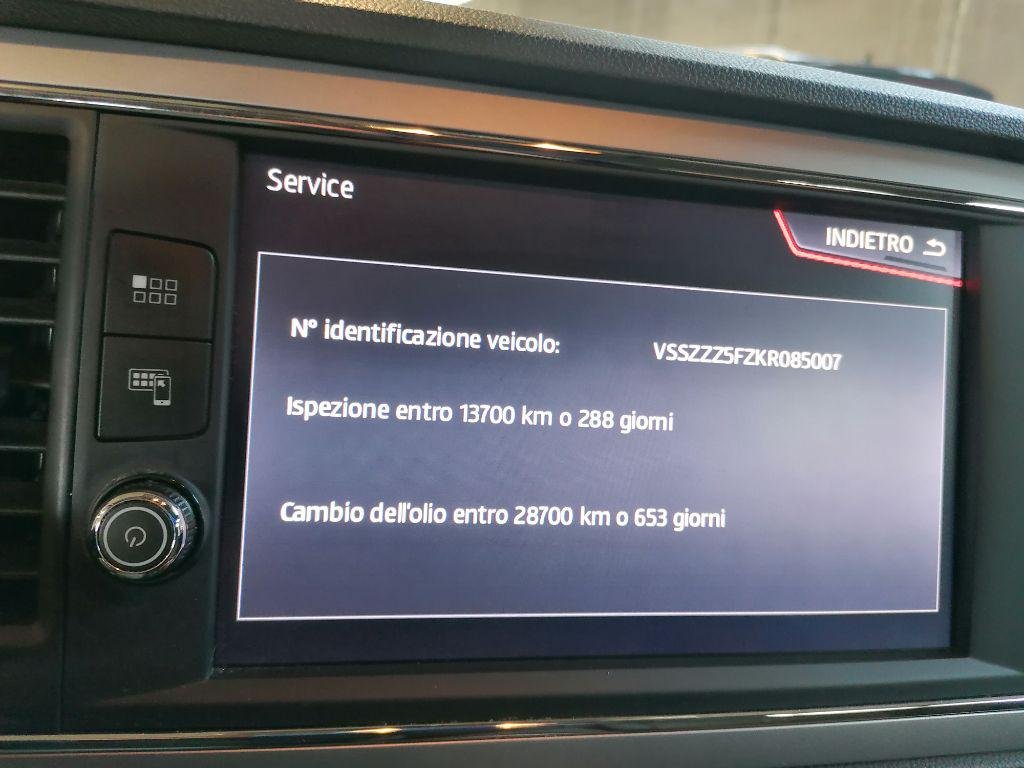 Service
INDIETRO
N° identificazione veicolo: VSSZZZ5FZKR085007
Ispezione entro 13700 km o 288 giorni
Cambio dell'olio entro 28700 km o 653 giorni